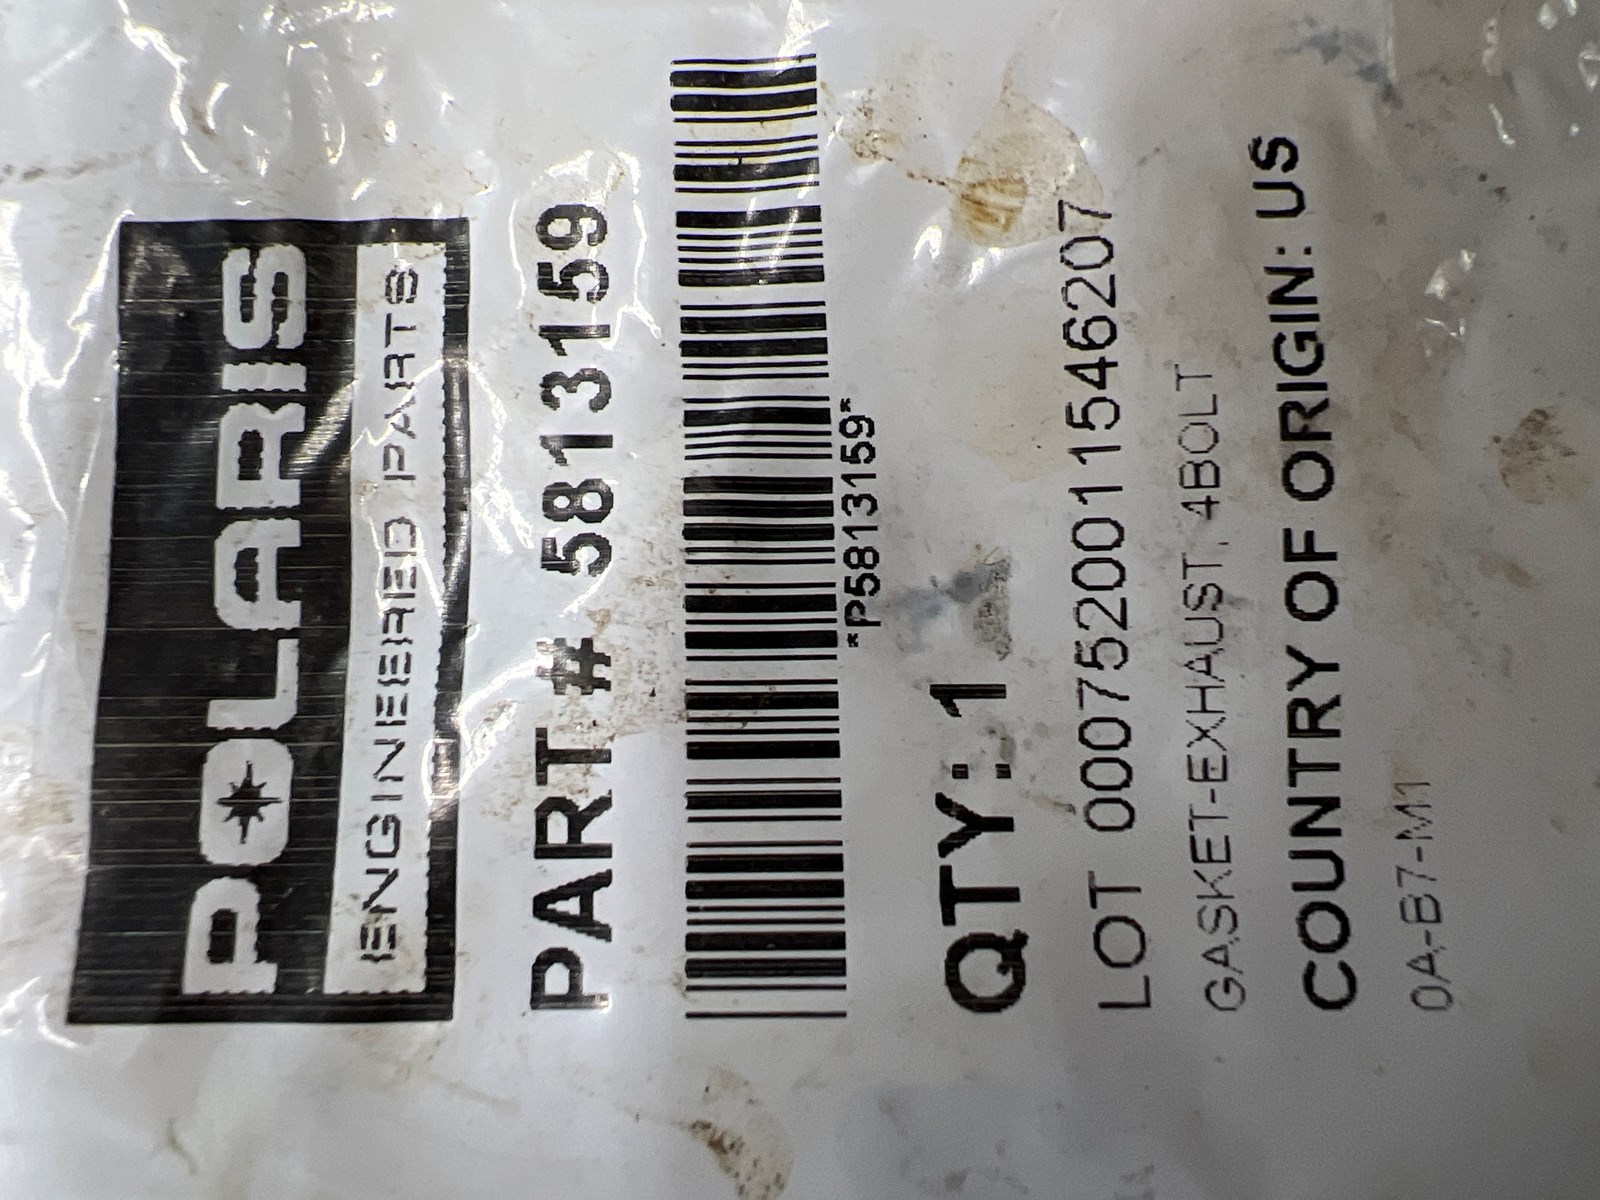 POLARIS
ENGINEERED PARTS
PART # 5813159
*P5813159*
QTY: 1
LOT 0007520011546207
GASKET-EXHAUST, 4BOLT
COUNTRY OF ORIGIN: US
0A-B7-M1